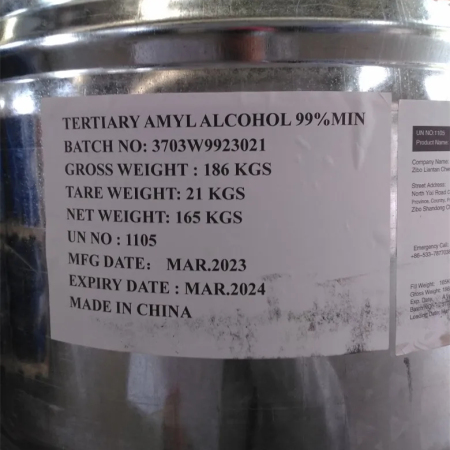 TERTIARY AMYL ALCOHOL 99%MIN
BATCH NO: 3703W9923021
GROSS WEIGHT : 186 KGS
TARE WEIGHT: 21 KGS
NET WEIGHT: 165 KGS
UN NO : 1105
MFG DATE: MAR.2023
EXPIRY DATE : MAR.2024
MADE IN CHINA
UN NO 1105
Product Name:
Company Name:
Street Address:
Emergency Call: